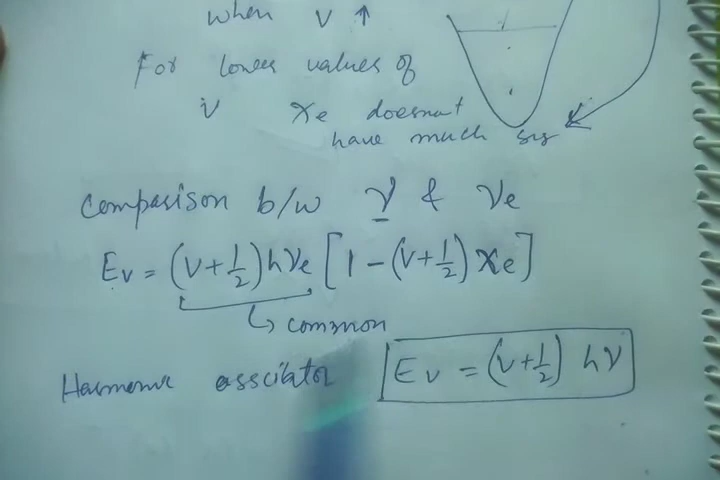 when v ↑
For lower values of
v xe doesnot
have much sig
Comparison b/w ν & νe
Ev = (v+1/2)hνe [1-(v+1/2)xe]
↳ common
Harmonic osscilator Ev = (v+1/2) hν